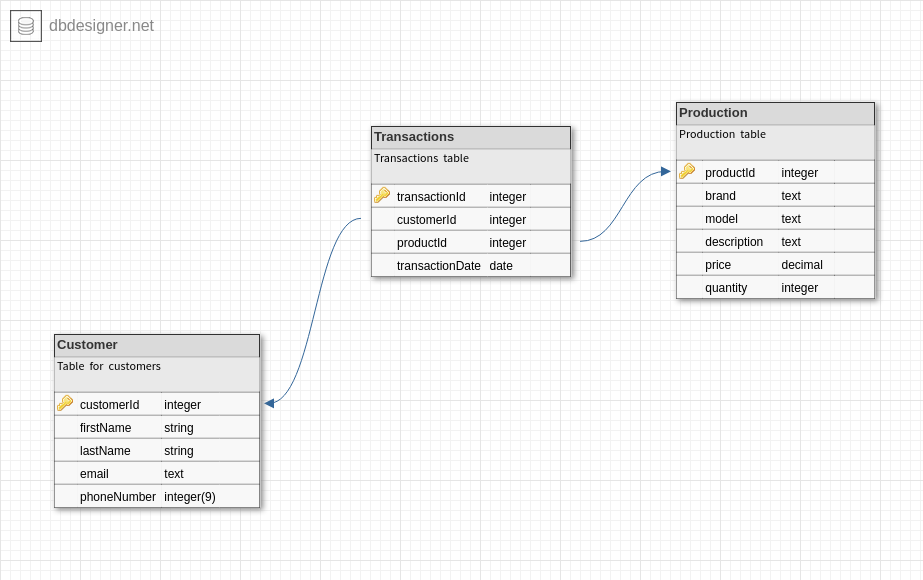 dbdesigner.net
Transactions
Transactions table
transactionId integer
customerId integer
productId integer
transactionDate date
Production
Production table
productId integer
brand text
model text
description text
price decimal
quantity integer
Customer
Table for customers
customerId integer
firstName string
lastName string
email text
phoneNumber integer(9)